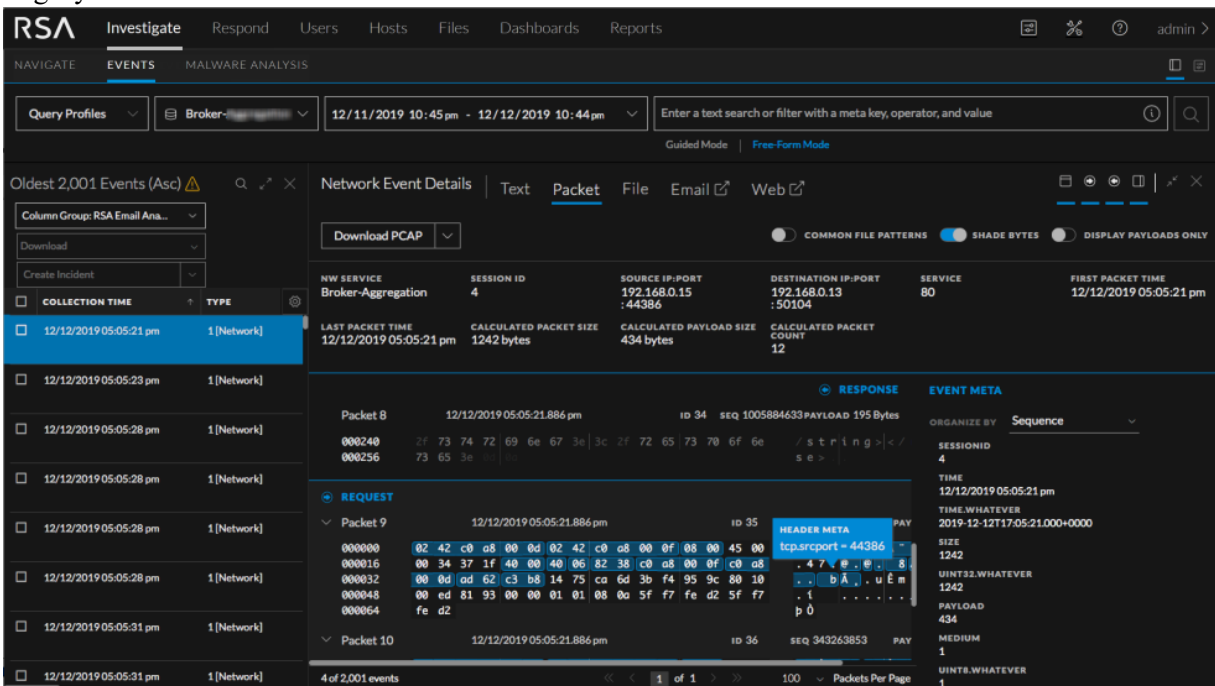 RSA Investigate Respond Users Hosts Files Dashboards Reports admin >
NAVIGATE EVENTS MALWARE ANALYSIS
Query Profiles Broker- 12/11/2019 10:45 pm - 12/12/2019 10:44 pm Enter a text search or filter with a meta key, operator, and value
Guided Mode | Free-Form Mode
Oldest 2,001 Events (Asc) Network Event Details Text Packet File Email Web
Column Group: RSA Email Ana...
Download
Download PCAP COMMON FILE PATTERNS SHADE BYTES DISPLAY PAYLOADS ONLY
Create Incident
NW SERVICE SESSION ID SOURCE IP:PORT DESTINATION IP:PORT SERVICE FIRST PACKET TIME
Broker-Aggregation 4 192.168.0.15 192.168.0.13 80 12/12/2019 05:05:21 pm
: 44386 : 50104
COLLECTION TIME TYPE
LAST PACKET TIME CALCULATED PACKET SIZE CALCULATED PAYLOAD SIZE CALCULATED PACKET
COUNT
12/12/2019 05:05:21 pm 1242 bytes 434 bytes
12
12/12/2019 05:05:21 pm 1 [Network]
12/12/2019 05:05:23 pm 1 [Network]
12/12/2019 05:05:28 pm 1 [Network]
12/12/2019 05:05:28 pm 1 [Network]
12/12/2019 05:05:28 pm 1 [Network]
12/12/2019 05:05:28 pm 1 [Network]
12/12/2019 05:05:31 pm 1 [Network]
12/12/2019 05:05:31 pm 1 [Network]
RESPONSE
Packet 8 12/12/2019 05:05:21.886 pm ID 34 SEQ 1005884633 PAYLOAD 195 Bytes
000240 2f 73 74 72 69 6e 67 3e 3c 2f 72 65 73 70 6f 6e / s t r i n g > < /
000256 73 65 3e s e >
REQUEST
Packet 9 12/12/2019 05:05:21.886 pm ID 35 PAY
HEADER META
tcp.srcport = 44386
000000 02 42 c0 a8 00 0d 02 42 c0 a8 00 0f 08 00 45 00
000016 00 34 37 1f 40 00 40 06 82 38 c0 a8 00 0f c0 a8 . 4 7 . @ . @ . . 8 .
000032 00 0d ad 62 c3 b8 14 75 ca 6d 3b f4 95 9c 80 10 . . b Ã . . u Ê m
000048 00 ed 81 93 00 00 01 01 08 0a 5f f7 fe d2 5f f7 . í . . . . . .
000064 fe d2 þ Ò
Packet 10 12/12/2019 05:05:21.886 pm ID 36 SEQ 343263853 PAY
4 of 2,001 events 1 of 1 100 Packets Per Page
EVENT META
ORGANIZE BY Sequence
SESSIONID
4
TIME
12/12/2019 05:05:21 pm
TIME.WHATEVER
2019-12-12T17:05:21.000+0000
SIZE
1242
UINT32.WHATEVER
1242
PAYLOAD
434
MEDIUM
1
UINT8.WHATEVER
1